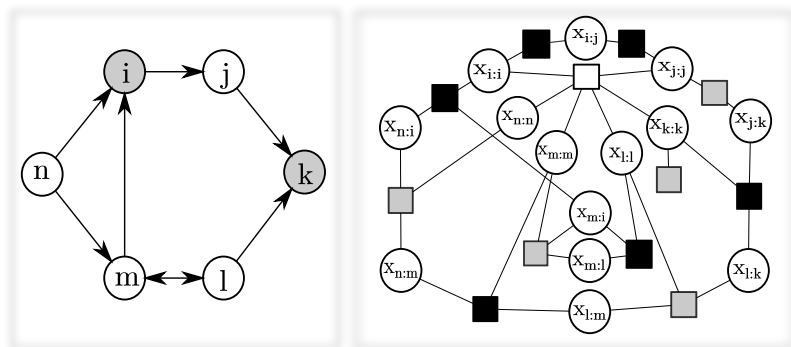 i
j
n
k
m
l
x_{i:j}
x_{i:i}
x_{j:j}
x_{n:i}
x_{n:n}
x_{k:k}
x_{j:k}
x_{m:m}
x_{l:l}
x_{m:i}
x_{n:m}
x_{m:l}
x_{l:k}
x_{l:m}